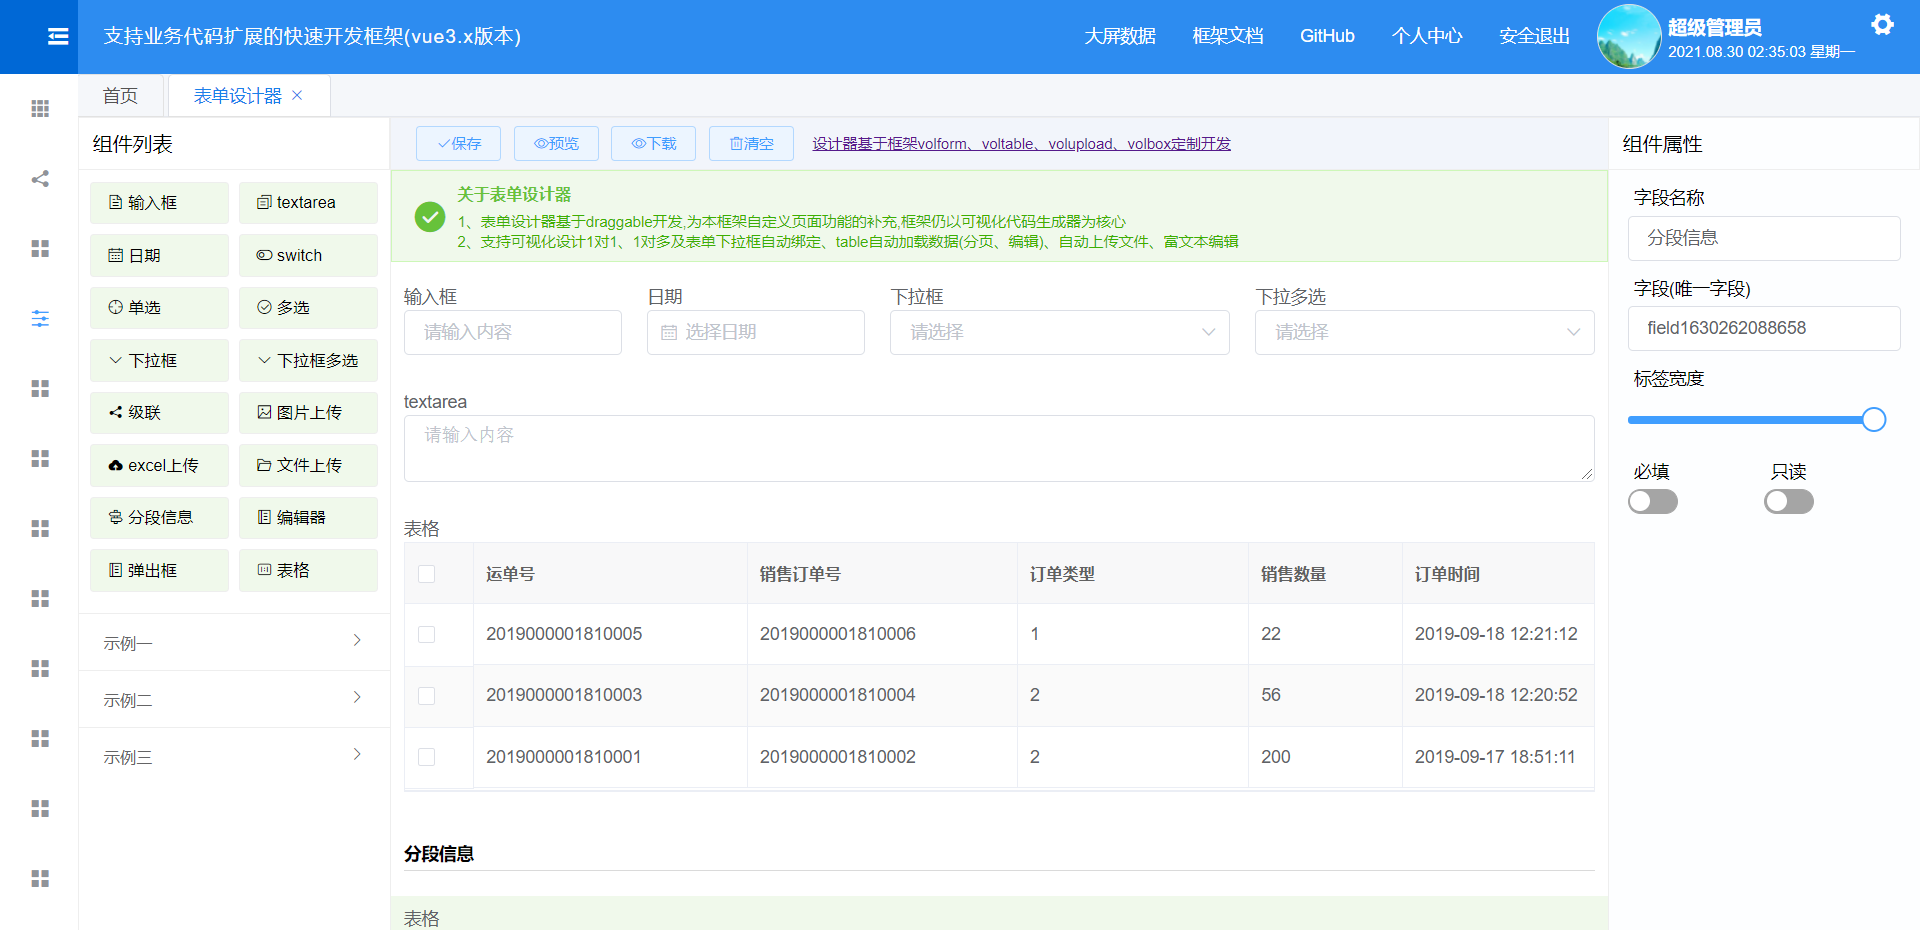 支持业务代码扩展的快速开发框架(vue3.x版本)
大屏数据
框架文档
GitHub
个人中心
安全退出
超级管理员
2021.08.30 02:35:03 星期一
首页
表单设计器
组件列表
输入框
textarea
日期
switch
单选
多选
下拉框
下拉框多选
级联
图片上传
excel上传
文件上传
分段信息
编辑器
弹出框
表格
示例一
示例二
示例三
保存
预览
下载
清空
设计器基于框架volform、voltable、volupload、volbox定制开发
关于表单设计器
1、表单设计器基于draggable开发,为本框架自定义页面功能的补充,框架仍以可视化代码生成器为核心
2、支持可视化设计1对1、1对多及表单下拉框自动绑定、table自动加载数据(分页、编辑)、自动上传文件、富文本编辑
输入框
请输入内容
日期
选择日期
下拉框
请选择
下拉多选
请选择
textarea
请输入内容
表格
运单号 销售订单号 订单类型 销售数量 订单时间
2019000001810005 2019000001810006 1 22 2019-09-18 12:21:12
2019000001810003 2019000001810004 2 56 2019-09-18 12:20:52
2019000001810001 2019000001810002 2 200 2019-09-17 18:51:11
分段信息
表格
组件属性
字段名称
分段信息
字段(唯一字段)
field1630262088658
标签宽度
必填
只读